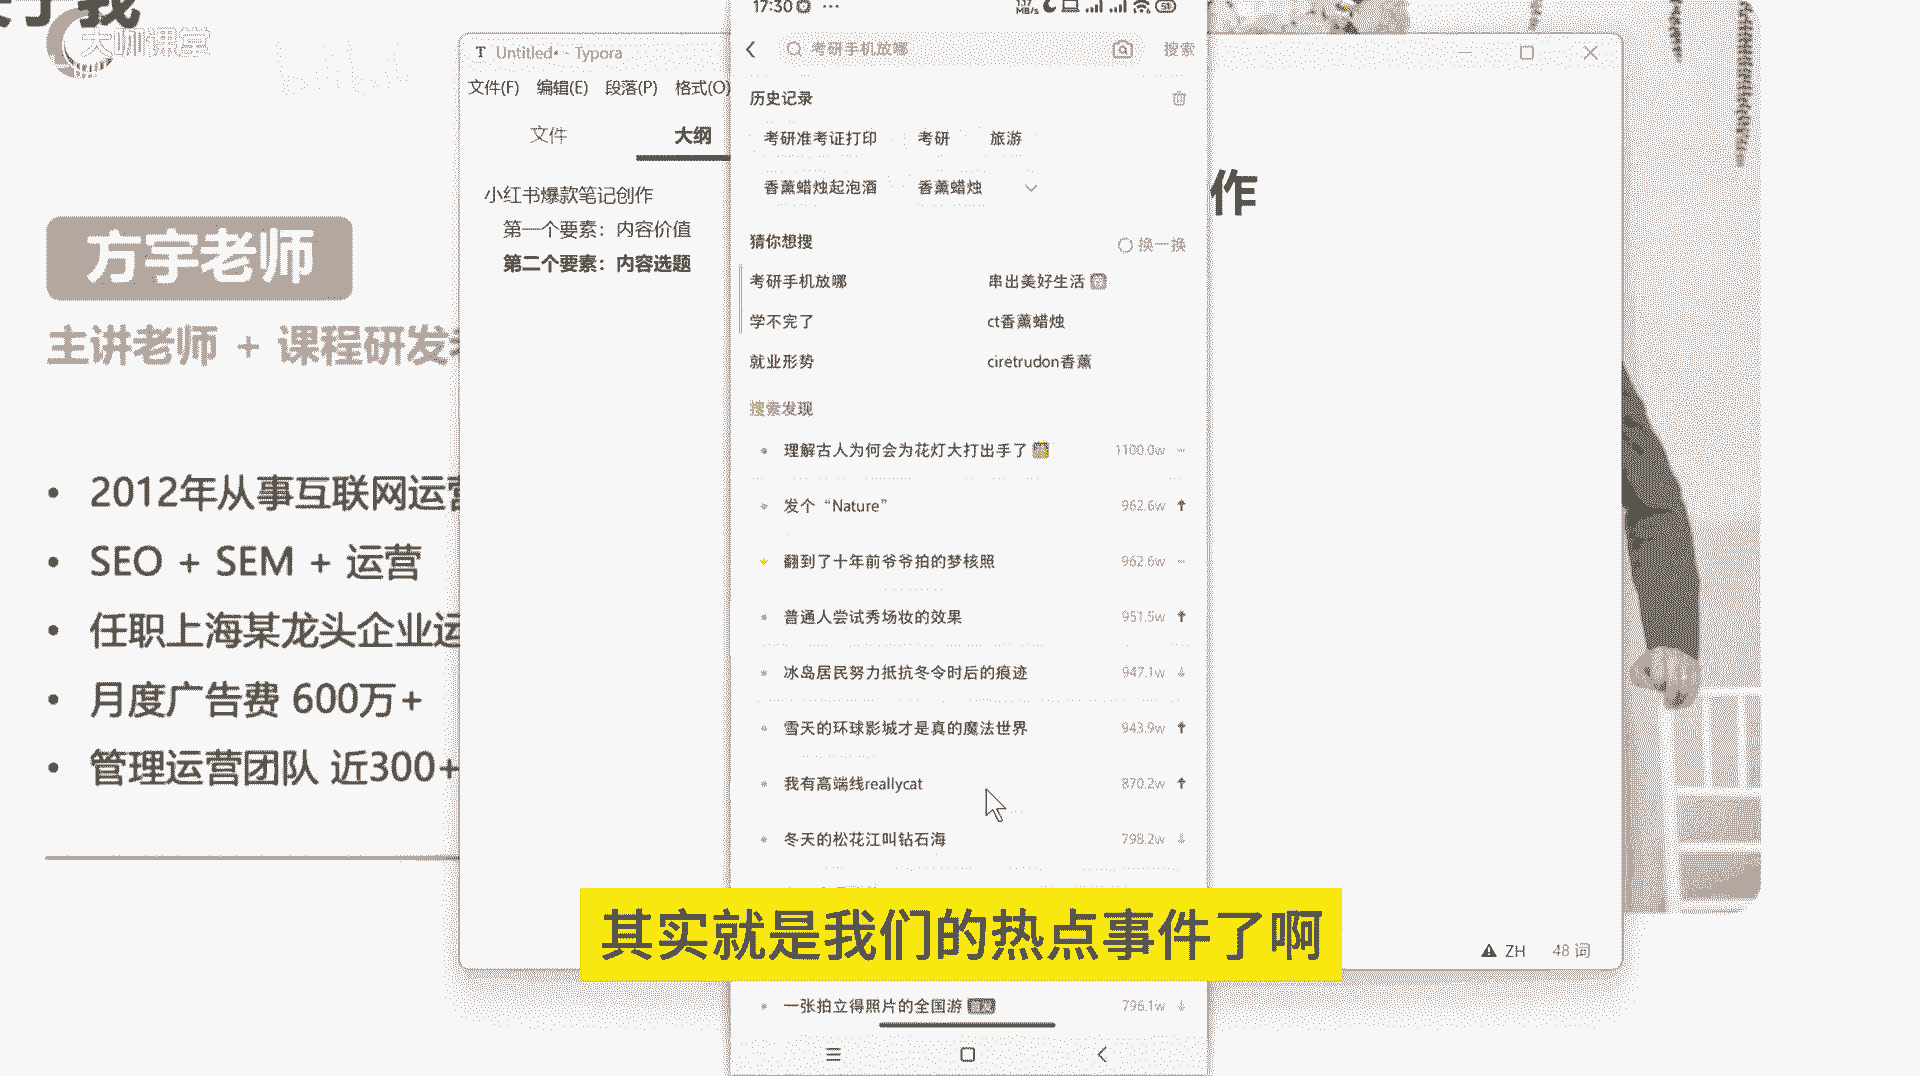 于我
大咖课堂
方宇老师
主讲老师 + 课程研发
• 2012年从事互联网运营
• SEO + SEM + 运营
• 任职上海某龙头企业运
• 月度广告费 600万+
• 管理运营团队 近300+
T Untitled• - Typora
文件(F) 编辑(E) 段落(P) 格式(O)
文件 大纲
小红书爆款笔记创作
第一个要素：内容价值
第二个要素：内容选题
作
ZH 48 词
17:30 ··· MB/s 51
考研手机放哪 搜索
历史记录
考研准考证打印 考研 旅游
香薰蜡烛起泡酒 香薰蜡烛
猜你想搜 换一换
考研手机放哪 串出美好生活
学不完了 ct香薰蜡烛
就业形势 ciretrudon香薰
搜索发现
理解古人为何会为花灯大打出手了 1100.0w
发个“Nature” 962.6w
翻到了十年前爷爷拍的梦核照 962.6w
普通人尝试秀场妆的效果 951.5w
冰岛居民努力抵抗冬令时后的痕迹 947.1w
雪天的环球影城才是真的魔法世界 943.9w
我有高端线reallycat 870.2w
冬天的松花江叫钻石海 798.2w
其实就是我们的热点事件了啊
一张拍立得照片的全国游 首发 796.1w